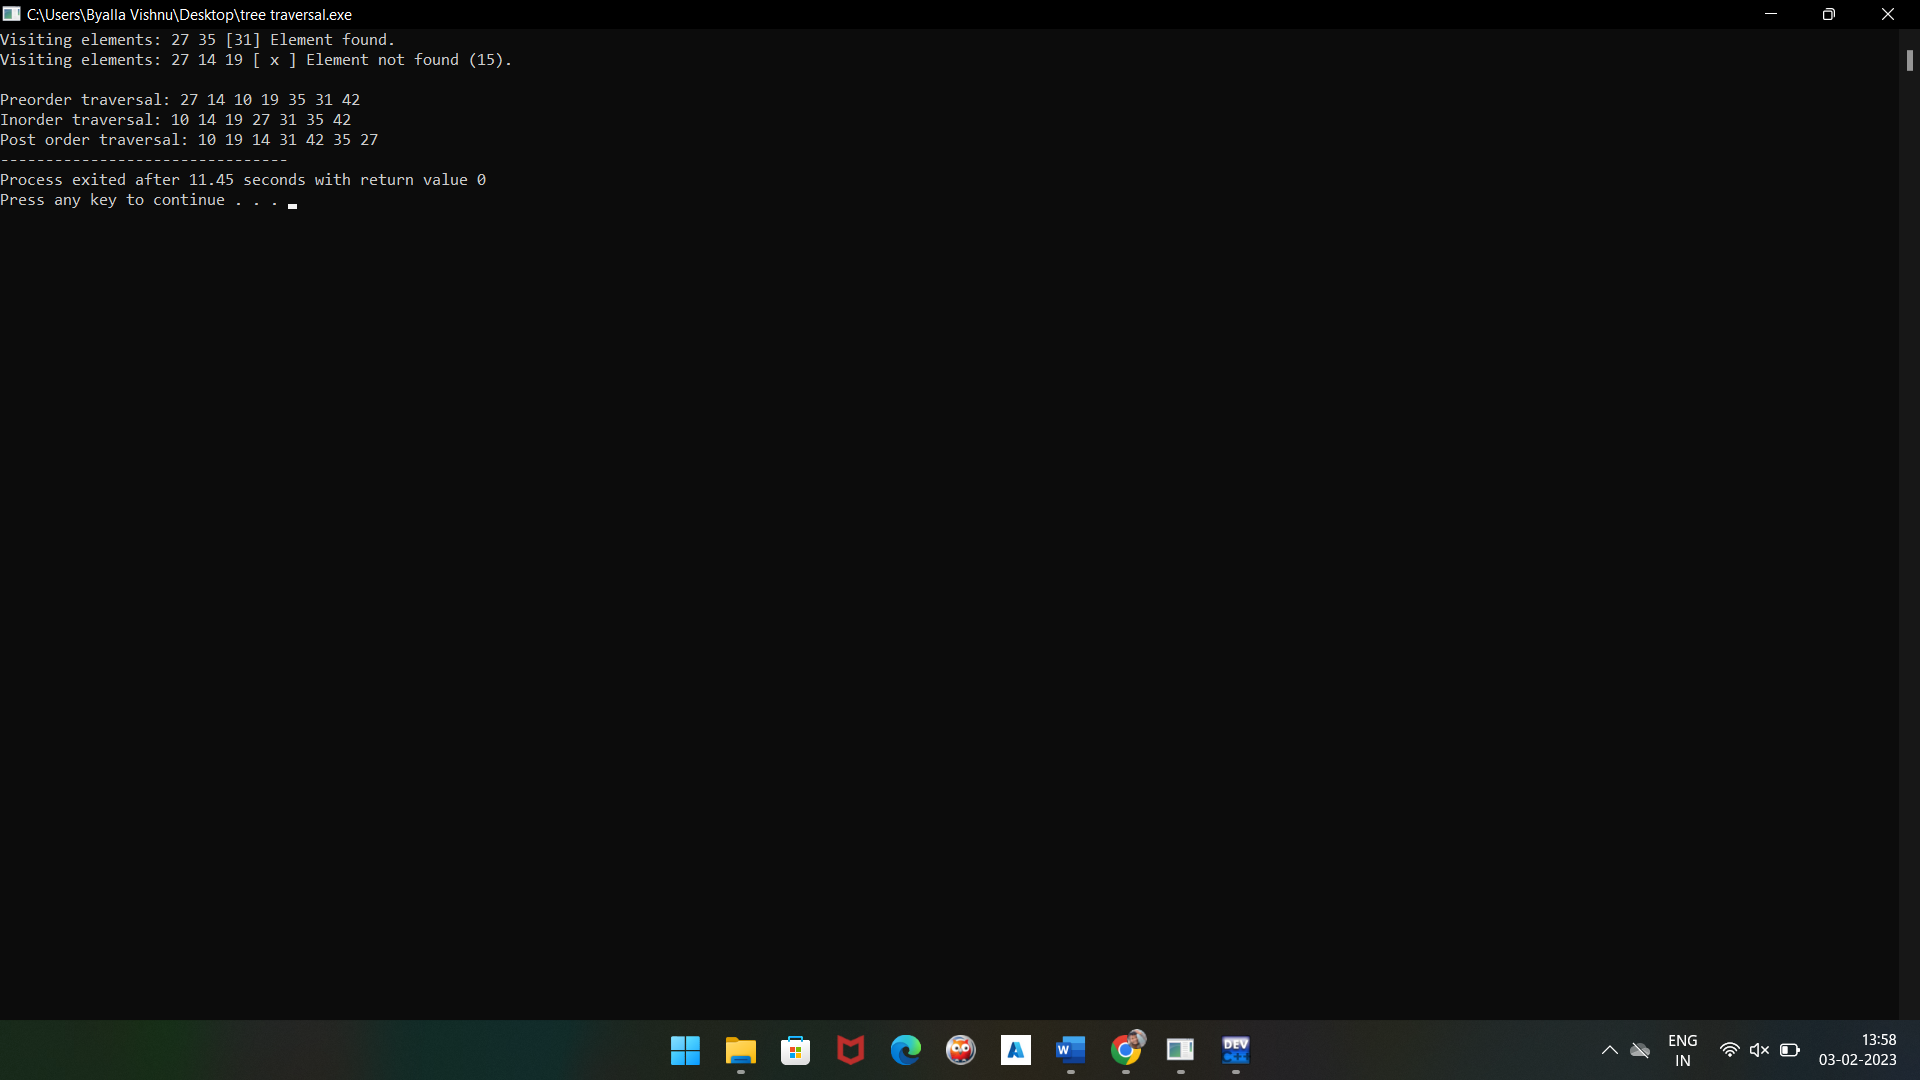 C:\Users\Byalla Vishnu\Desktop\tree traversal.exe
Visiting elements: 27 35 [31] Element found.
Visiting elements: 27 14 19 [ x ] Element not found (15).
Preorder traversal: 27 14 10 19 35 31 42
Inorder traversal: 10 14 19 27 31 35 42
Post order traversal: 10 19 14 31 42 35 27
--------------------------------
Process exited after 11.45 seconds with return value 0
Press any key to continue . . .
W
DEV
C++
ENG
IN
13:58
03-02-2023